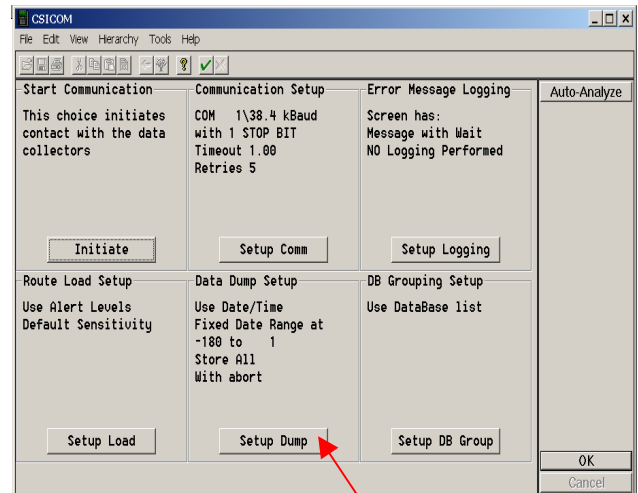 CSICOM
File Edit View Hierarchy Tools Help
Start Communication
This choice initiates
contact with the data
collectors
Initiate
Communication Setup
COM 1\38.4 kBaud
with 1 STOP BIT
Timeout 1.00
Retries 5
Setup Comm
Error Message Logging
Screen has:
Message with Wait
NO Logging Performed
Setup Logging
Auto-Analyze
Route Load Setup
Use Alert Levels
Default Sensitivity
Setup Load
Data Dump Setup
Use Date/Time
Fixed Date Range at
-180 to 1
Store All
With abort
Setup Dump
DB Grouping Setup
Use DataBase list
Setup DB Group
OK
Cancel